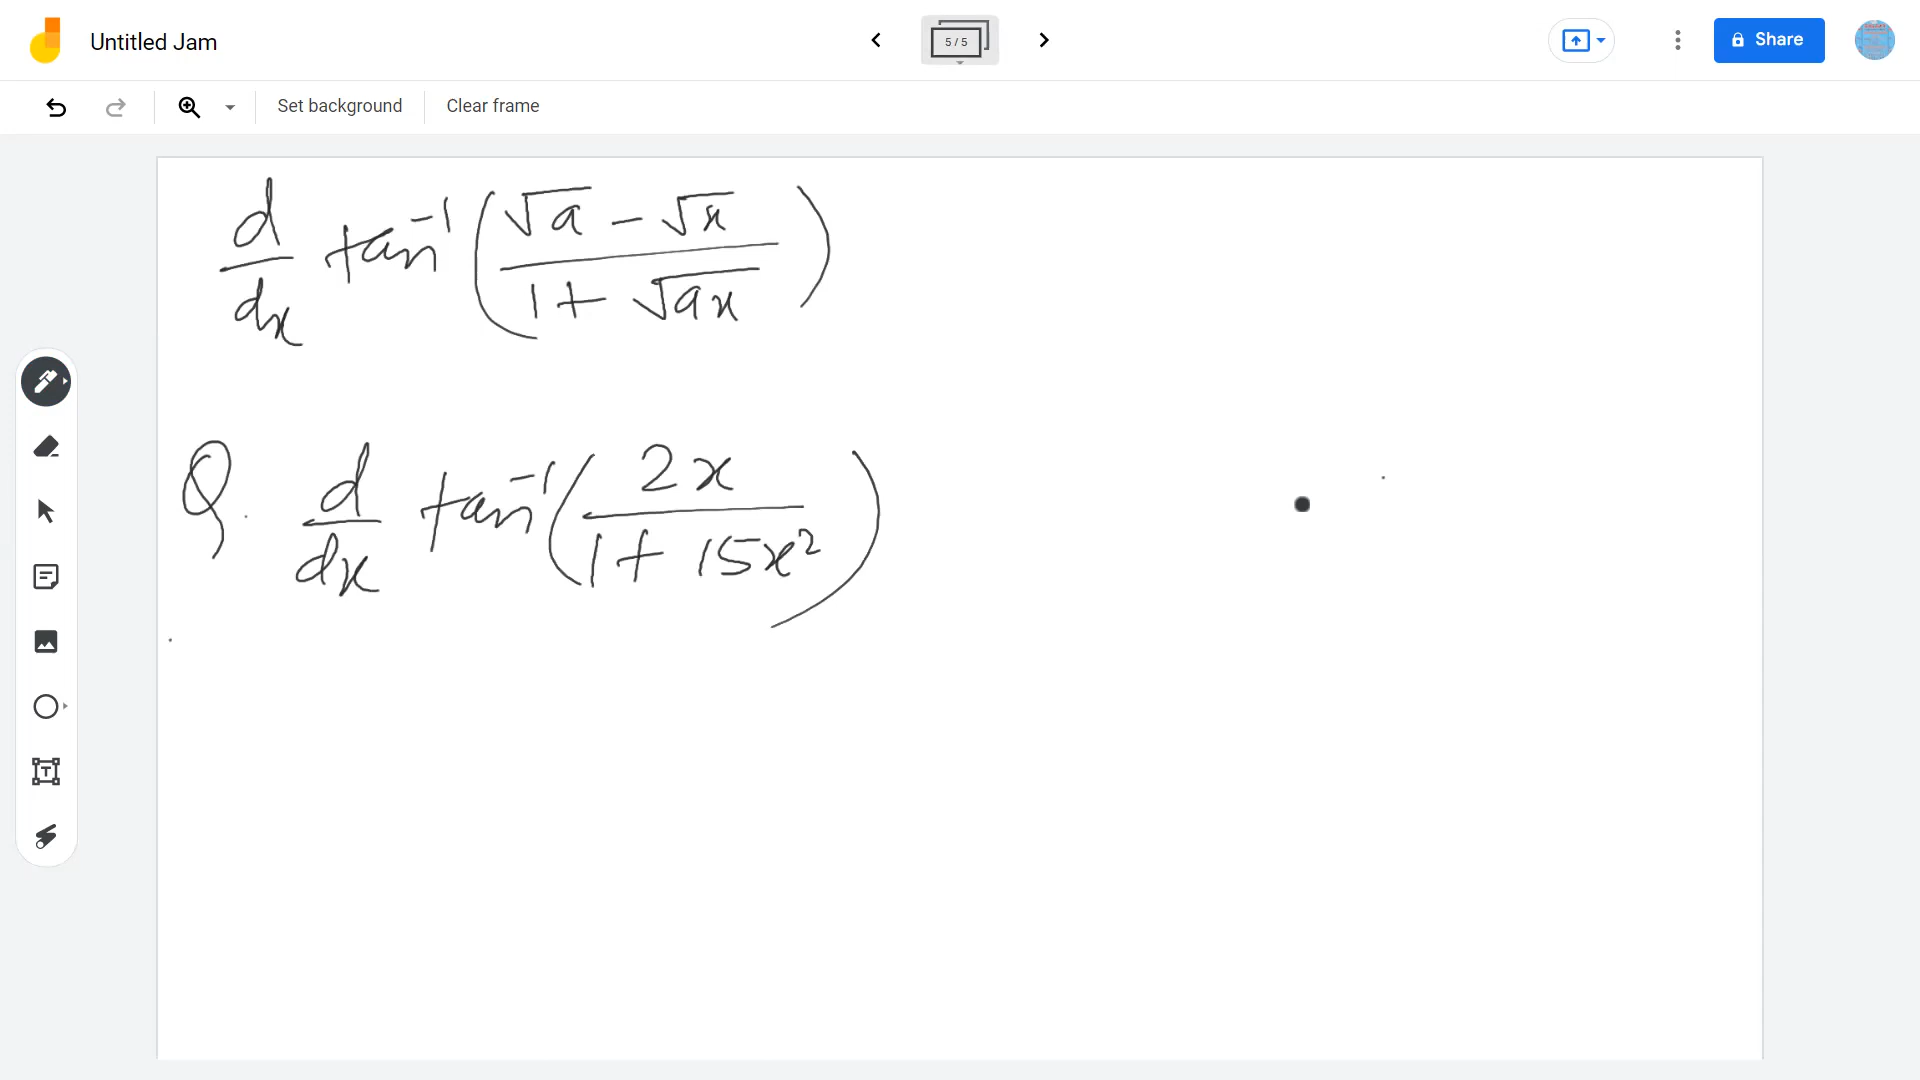 Untitled Jam
5 / 5
Share
Set background
Clear frame
d/dx tan⁻¹((√a − √x)/(1 + √ax))
Q. d/dx tan⁻¹(2x/(1 + 15x²))